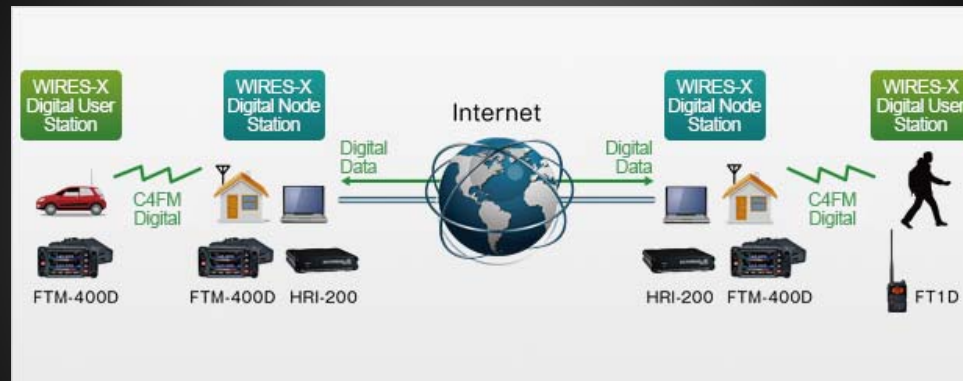 WIRES-X
Digital User
Station
WIRES-X
Digital Node
Station
Internet
WIRES-X
Digital Node
Station
WIRES-X
Digital User
Station
Digital
Data
Digital
Data
C4FM
Digital
C4FM
Digital
FTM-400D
FTM-400D
HRI-200
HRI-200
FTM-400D
FT1D